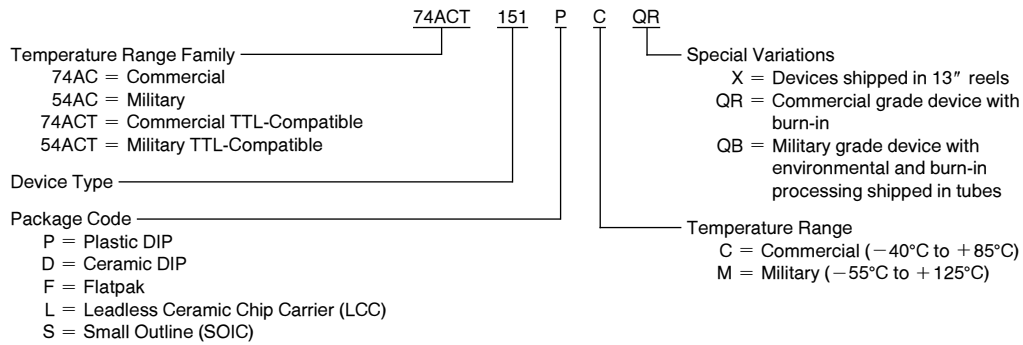 74ACT 151 P C QR
Temperature Range Family
74AC = Commercial
54AC = Military
74ACT = Commercial TTL-Compatible
54ACT = Military TTL-Compatible
Device Type
Package Code
P = Plastic DIP
D = Ceramic DIP
F = Flatpak
L = Leadless Ceramic Chip Carrier (LCC)
S = Small Outline (SOIC)
Special Variations
X = Devices shipped in 13″ reels
QR = Commercial grade device with
burn-in
QB = Military grade device with
environmental and burn-in
processing shipped in tubes
Temperature Range
C = Commercial (−40°C to +85°C)
M = Military (−55°C to +125°C)